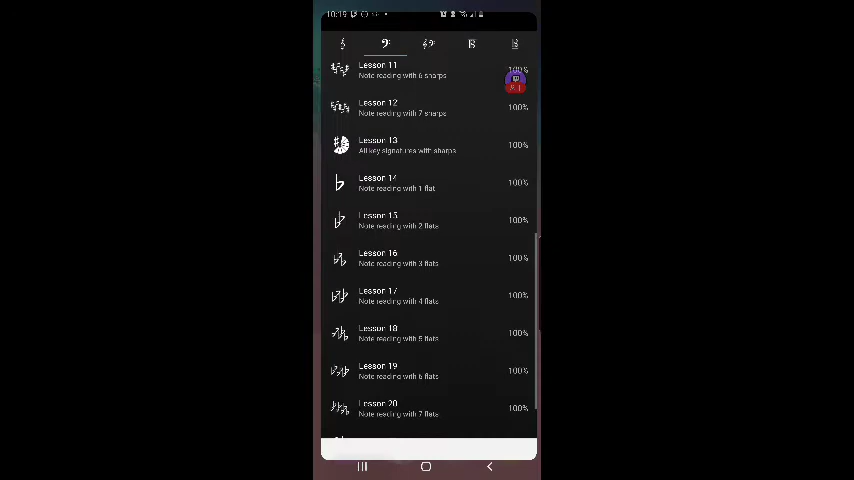 10:19
Lesson 11
Note reading with 6 sharps
100%
Lesson 12
Note reading with 7 sharps
100%
Lesson 13
All key signatures with sharps
100%
Lesson 14
Note reading with 1 flat
100%
Lesson 15
Note reading with 2 flats
100%
Lesson 16
Note reading with 3 flats
100%
Lesson 17
Note reading with 4 flats
100%
Lesson 18
Note reading with 5 flats
100%
Lesson 19
Note reading with 6 flats
100%
Lesson 20
Note reading with 7 flats
100%